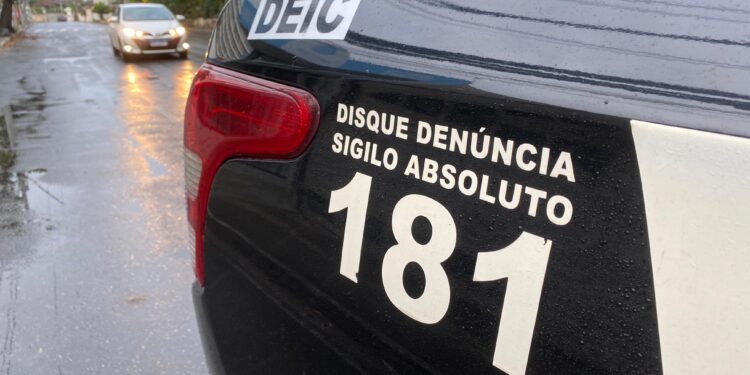 DEIC
DISQUE DENÚNCIA
SIGILO ABSOLUTO
181